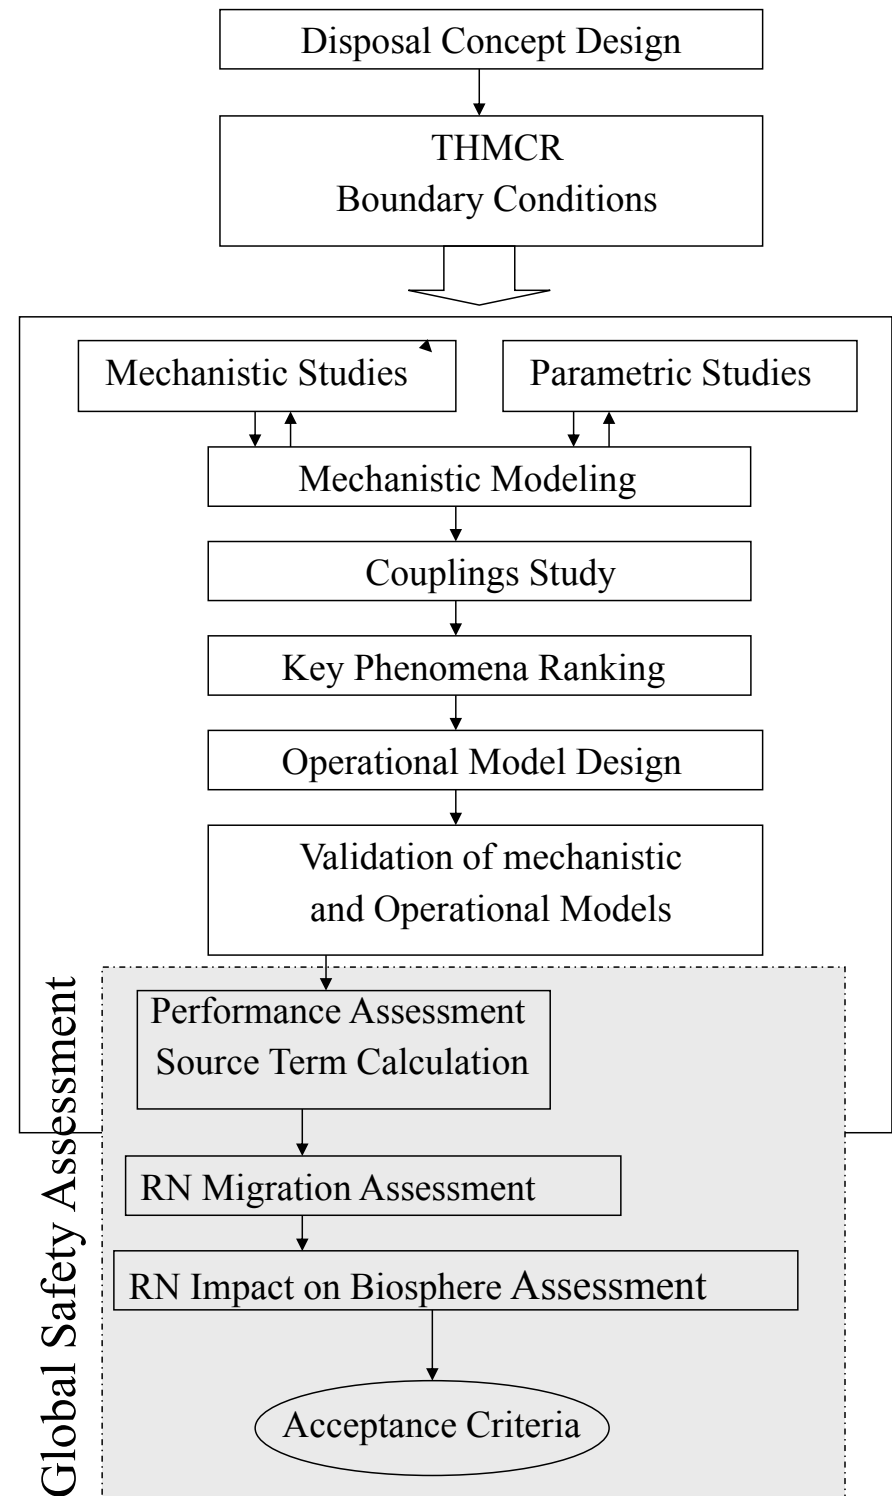 Disposal Concept Design
THMCR
Boundary Conditions
Mechanistic Studies
Parametric Studies
Mechanistic Modeling
Couplings Study
Key Phenomena Ranking
Operational Model Design
Validation of mechanistic
and Operational Models
Global Safety Assessment
Performance Assessment
Source Term Calculation
RN Migration Assessment
RN Impact on Biosphere Assessment
Acceptance Criteria